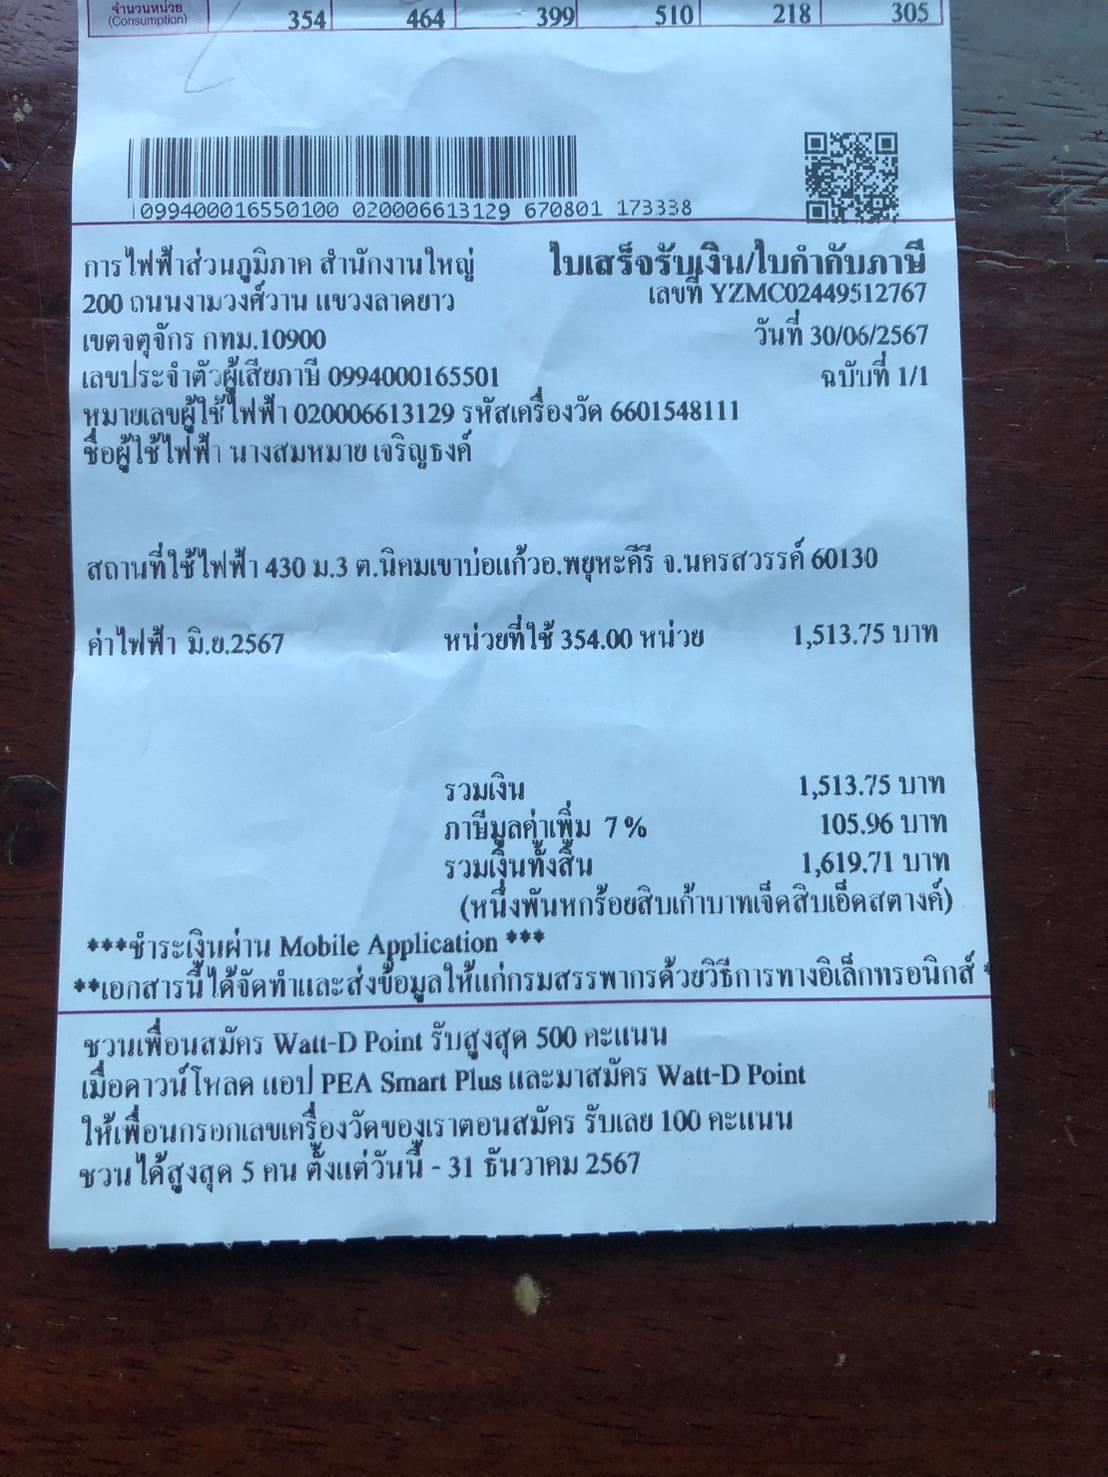 จำนวนหน่วย
(Consumption) 354 464 399 510 218 305
099400016550100 020006613129 670801 173338
การไฟฟ้าส่วนภูมิภาค สำนักงานใหญ่ ใบเสร็จรับเงิน/ใบกำกับภาษี
200 ถนนงามวงศ์วาน แขวงลาดยาว เลขที่ YZMC02449512767
เขตจตุจักร กทม.10900 วันที่ 30/06/2567
เลขประจำตัวผู้เสียภาษี 0994000165501 ฉบับที่ 1/1
หมายเลขผู้ใช้ไฟฟ้า 020006613129 รหัสเครื่องวัด 6601548111
ชื่อผู้ใช้ไฟฟ้า นางสมหมาย เจริญธงค์
สถานที่ใช้ไฟฟ้า 430 ม.3 ต.นิคมเขาบ่อแก้วอ.พยุหะคีรี จ.นครสวรรค์ 60130
ค่าไฟฟ้า มิ.ย.2567 หน่วยที่ใช้ 354.00 หน่วย 1,513.75 บาท
รวมเงิน 1,513.75 บาท
ภาษีมูลค่าเพิ่ม 7% 105.96 บาท
รวมเงินทั้งสิ้น 1,619.71 บาท
(หนึ่งพันหกร้อยสิบเก้าบาทเจ็ดสิบเอ็ดสตางค์)
***ชำระเงินผ่าน Mobile Application ***
**เอกสารนี้ได้จัดทำและส่งข้อมูลให้แก่กรมสรรพากรด้วยวิธีการทางอิเล็กทรอนิกส์ *
ชวนเพื่อนสมัคร Watt-D Point รับสูงสุด 500 คะแนน
เมื่อดาวน์โหลด แอป PEA Smart Plus และมาสมัคร Watt-D Point
ให้เพื่อนกรอกเลขเครื่องวัดของเราตอนสมัคร รับเลย 100 คะแนน
ชวนได้สูงสุด 5 คน ตั้งแต่วันนี้ - 31 ธันวาคม 2567